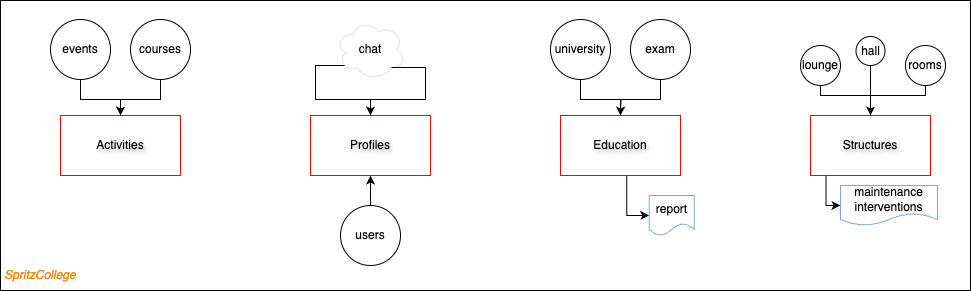 events
courses
chat
university
exam
lounge
hall
rooms
Activities
Profiles
Education
Structures
users
report
maintenance
interventions
SpritzCollege